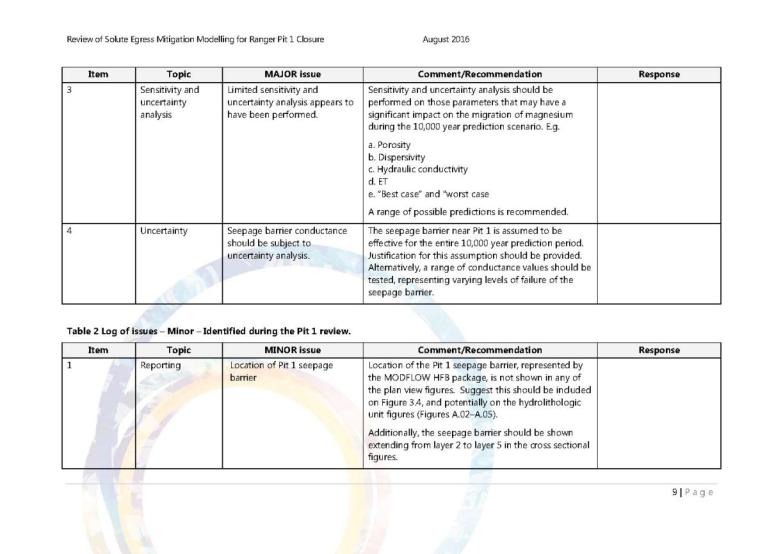 Review of Solute Egress Mitigation Modelling for Ranger Pit 1 Closure August 2016
Item Topic MAJOR issue Comment/Recommendation Response
3 Sensitivity and uncertainty analysis
Limited sensitivity and uncertainty analysis appears to have been performed.
Sensitivity and uncertainty analysis should be
performed on those parameters that may have a
significant impact on the migration of magnesium
during the 10,000 year prediction scenario. E.g.
a. Porosity
b. Dispersivity
c. Hydraulic conductivity
d. ET
e. "Best case" and "worst case
A range of possible predictions is recommended.
4 Uncertainty
Seepage barrier conductance
should be subject to
uncertainty analysis.
The seepage barrier near Pit 1 is assumed to be
effective for the entire 10,000 year prediction period.
Justification for this assumption should be provided.
Alternatively, a range of conductance values should be
tested, representing varying levels of failure of the
seepage barrier.
Table 2 Log of issues – Minor – Identified during the Pit 1 review.
Item Topic MINOR issue Comment/Recommendation Response
1 Reporting
Location of Pit 1 seepage
barrier
Location of the Pit 1 seepage barrier, represented by
the MODFLOW HFB package, is not shown in any of
the plan view figures. Suggest this should be included
on Figure 3.4, and potentially on the hydrolithologic
unit figures (Figures A.02–A.05).
Additionally, the seepage barrier should be shown
extending from layer 2 to layer 5 in the cross sectional
figures.
9 | Page